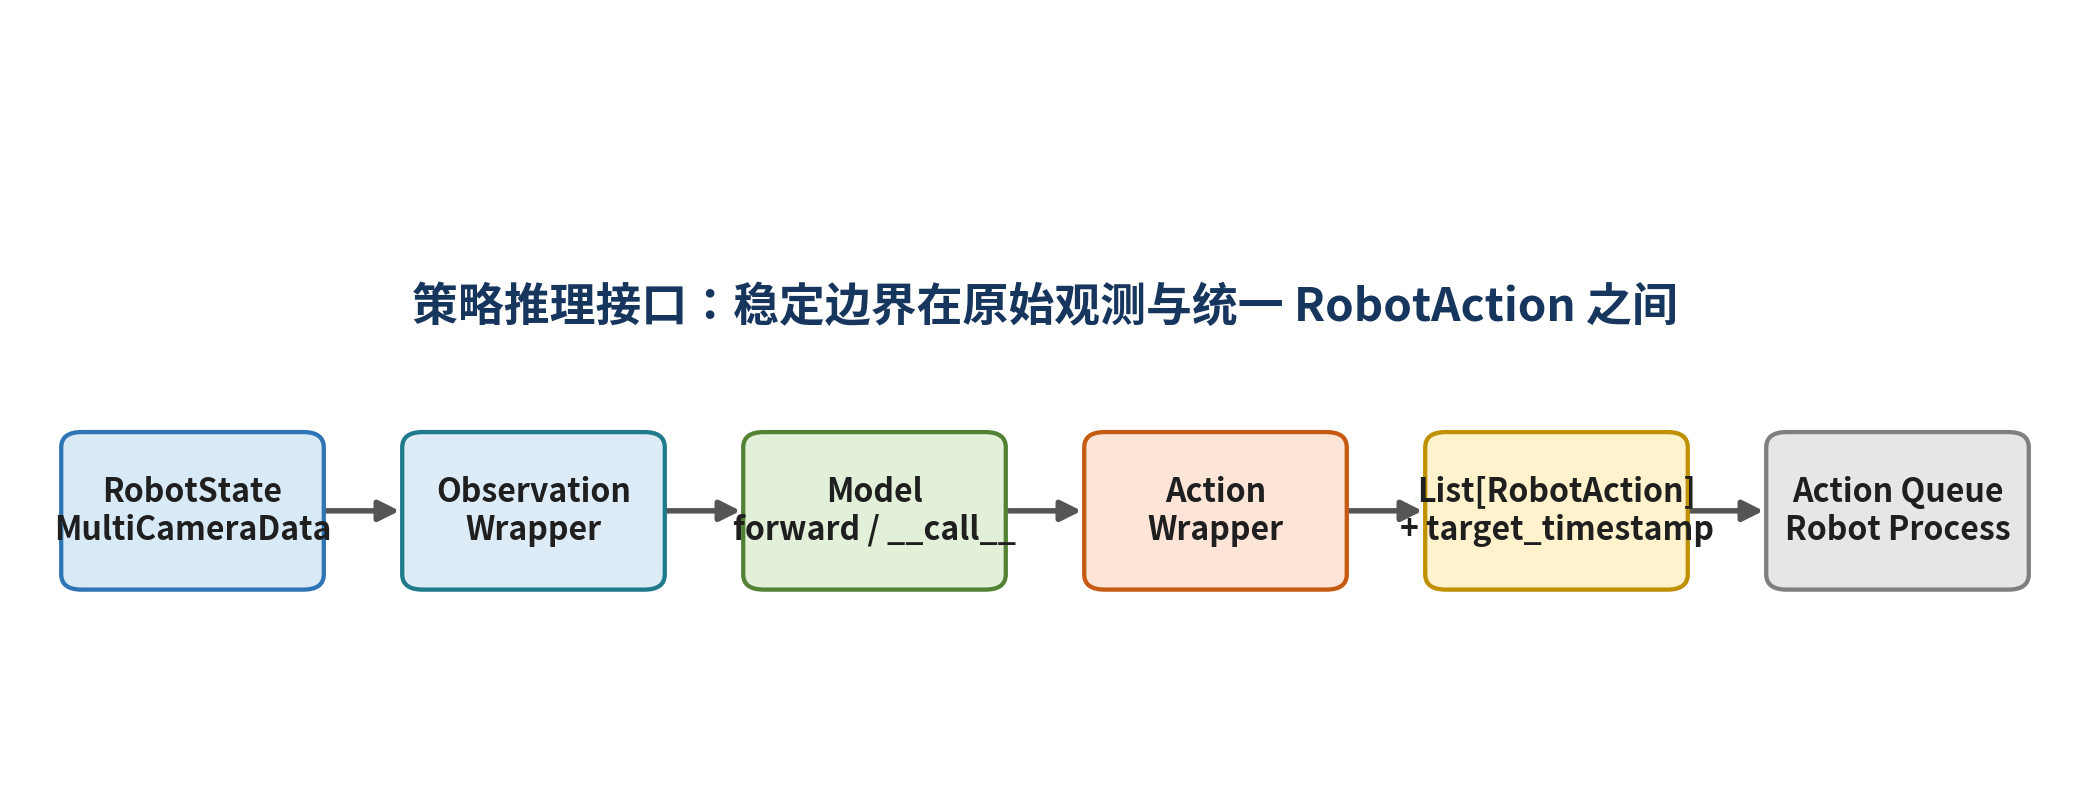 策略推理接口：稳定边界在原始观测与统一 RobotAction 之间
RobotState
MultiCameraData
Observation
Wrapper
Model
forward / __call__
Action
Wrapper
List[RobotAction]
+ target_timestamp
Action Queue
Robot Process